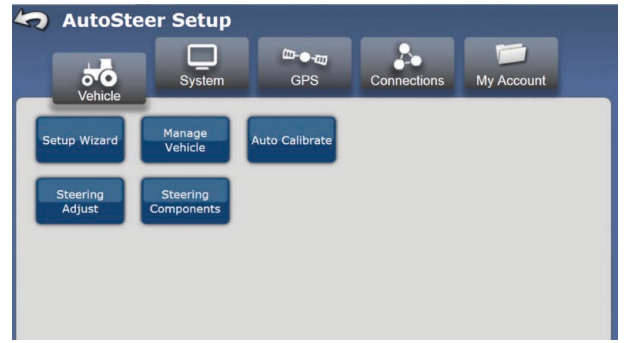 AutoSteer Setup
Vehicle
System
GPS
Connections
My Account
Setup Wizard
Manage
Vehicle
Auto Calibrate
Steering
Adjust
Steering
Components